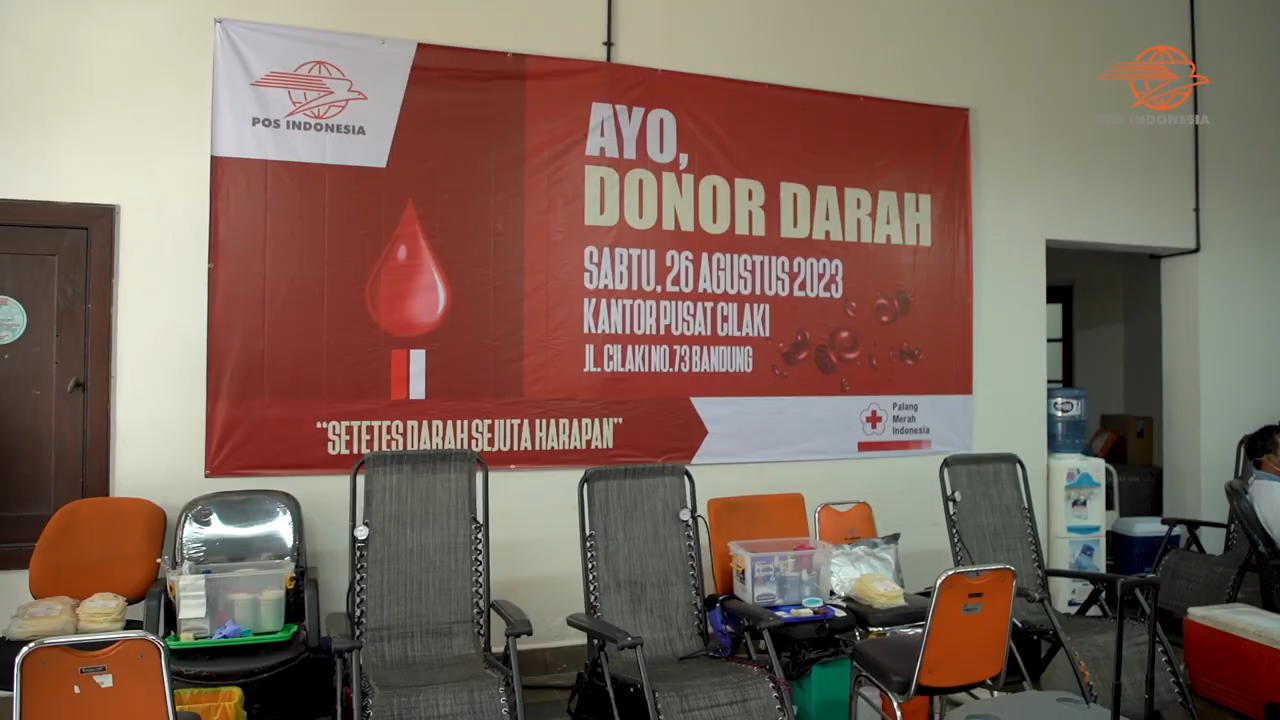 POS INDONESIA
AYO,
DONOR DARAH
SABTU, 26 AGUSTUS 2023
KANTOR PUSAT CILAKI
JL. CILAKI NO.73 BANDUNG
“SETETES DARAH SEJUTA HARAPAN”
Palang
Merah
Indonesia
POS INDONESIA